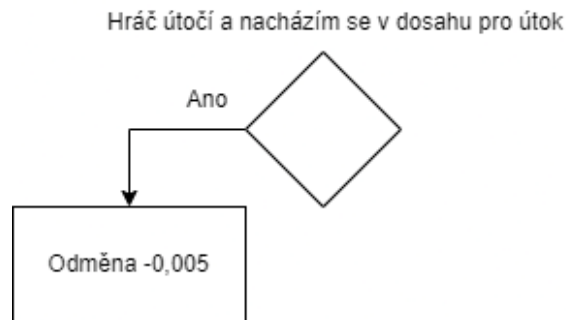 Hráč útočí a nacházím se v dosahu pro útok
Ano
Odměna -0,005